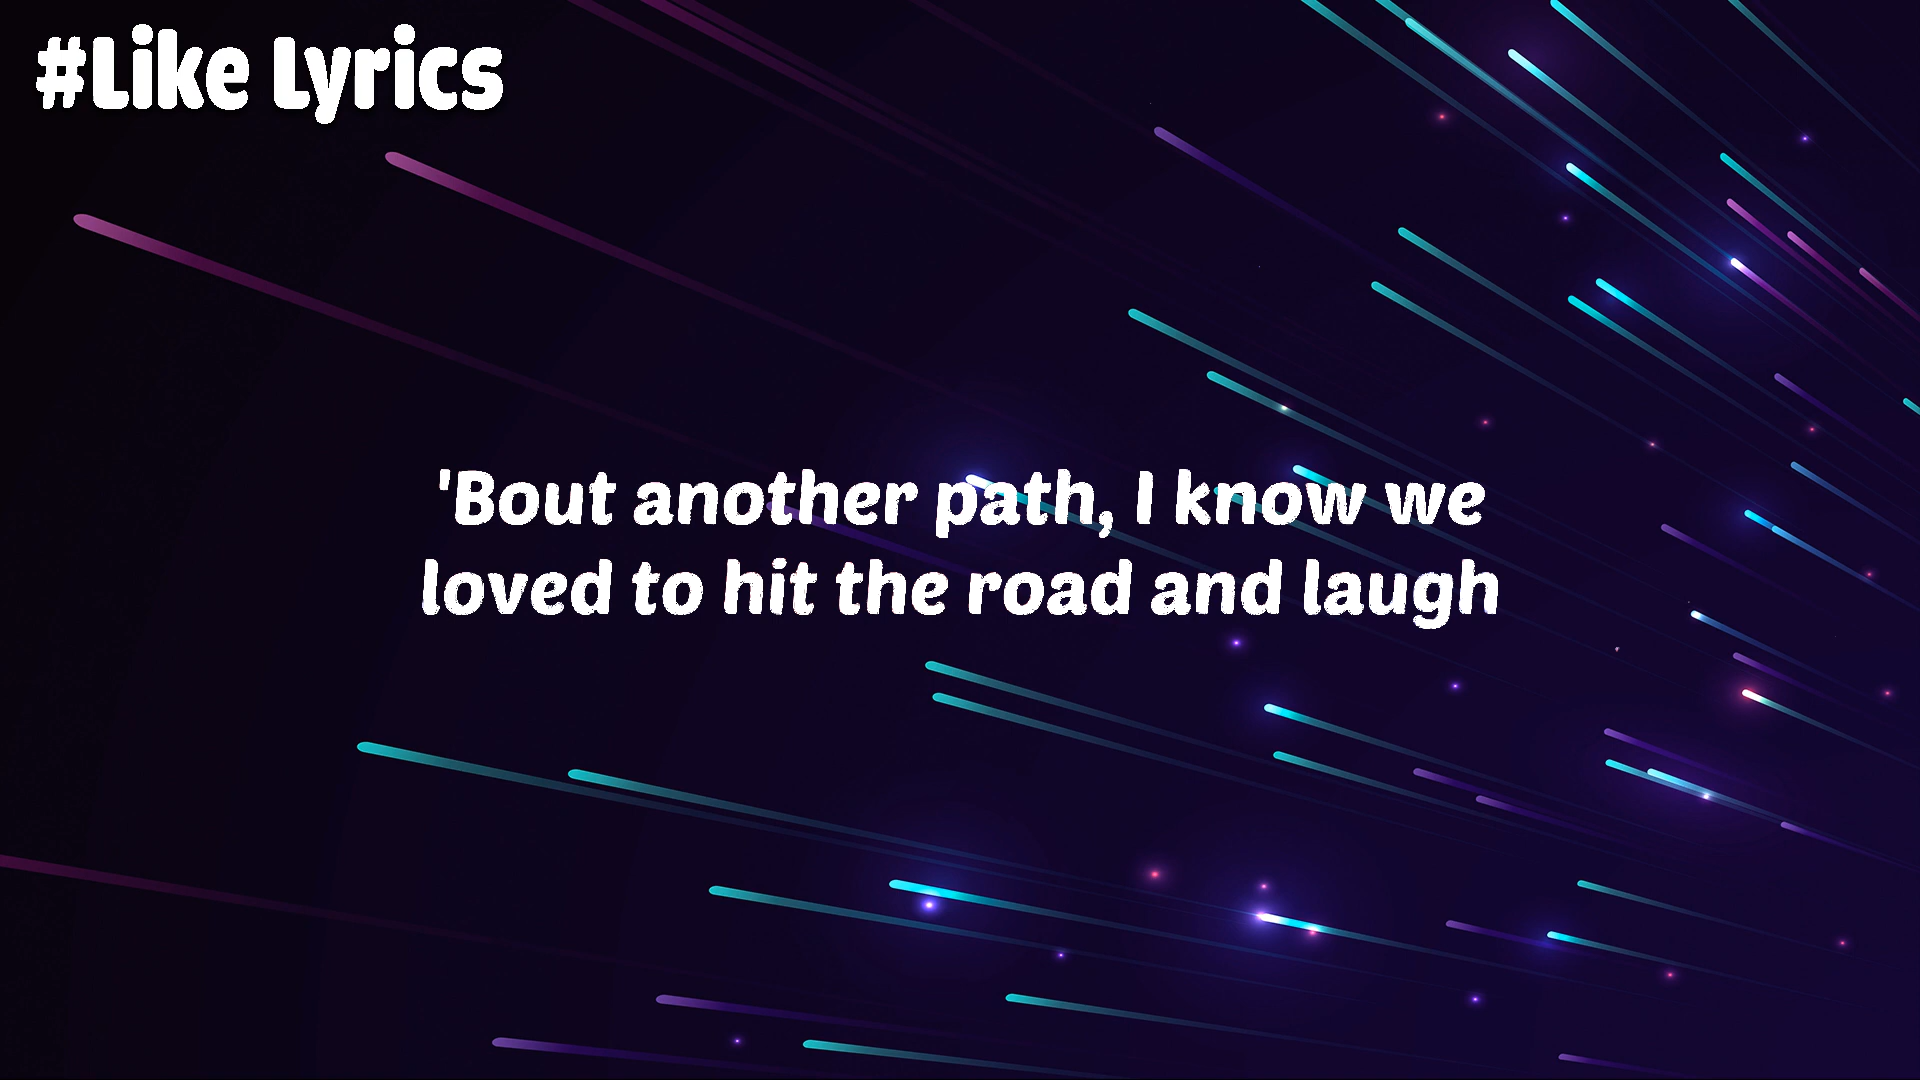 #Like Lyrics
'Bout another path, I know we
loved to hit the road and laugh